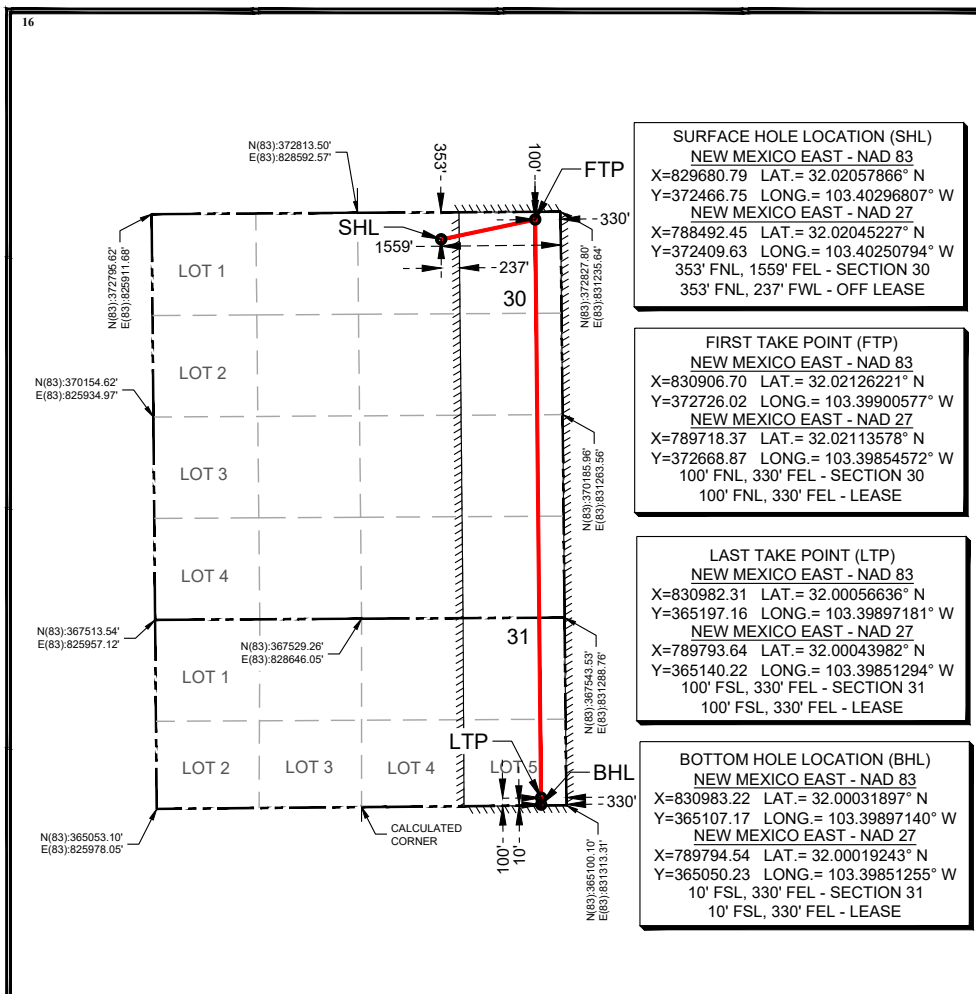 16
N(83):372813.50'
E(83):828592.57'
353'
100'
FTP
330'
SHL
1559'
237'
N(83):372795.62'
E(83):825911.68'
N(83):372827.80'
E(83):831235.64'
LOT 1
30
LOT 2
N(83):370154.62'
E(83):825934.97'
N(83):370185.96'
E(83):831263.56'
LOT 3
LOT 4
N(83):367513.54'
E(83):825957.12'
N(83):367529.26'
E(83):828646.05'
31
N(83):367543.53'
E(83):831288.76'
LOT 1
LTP
LOT 2
LOT 3
LOT 4
LOT 5
BHL
330'
N(83):365053.10'
E(83):825978.05'
CALCULATED
CORNER
100'
10'
N(83):365100.10'
E(83):831313.31'
SURFACE HOLE LOCATION (SHL)
NEW MEXICO EAST - NAD 83
X=829680.79 LAT.= 32.02057866° N
Y=372466.75 LONG.= 103.40296807° W
NEW MEXICO EAST - NAD 27
X=788492.45 LAT.= 32.02045227° N
Y=372409.63 LONG.= 103.40250794° W
353' FNL, 1559' FEL - SECTION 30
353' FNL, 237' FWL - OFF LEASE
FIRST TAKE POINT (FTP)
NEW MEXICO EAST - NAD 83
X=830906.70 LAT.= 32.02126221° N
Y=372726.02 LONG.= 103.39900577° W
NEW MEXICO EAST - NAD 27
X=789718.37 LAT.= 32.02113578° N
Y=372668.87 LONG.= 103.39854572° W
100' FNL, 330' FEL - SECTION 30
100' FNL, 330' FEL - LEASE
LAST TAKE POINT (LTP)
NEW MEXICO EAST - NAD 83
X=830982.31 LAT.= 32.00056636° N
Y=365197.16 LONG.= 103.39897181° W
NEW MEXICO EAST - NAD 27
X=789793.64 LAT.= 32.00043982° N
Y=365140.22 LONG.= 103.39851294° W
100' FSL, 330' FEL - SECTION 31
100' FSL, 330' FEL - LEASE
BOTTOM HOLE LOCATION (BHL)
NEW MEXICO EAST - NAD 83
X=830983.22 LAT.= 32.00031897° N
Y=365107.17 LONG.= 103.39897140° W
NEW MEXICO EAST - NAD 27
X=789794.54 LAT.= 32.00019243° N
Y=365050.23 LONG.= 103.39851255° W
10' FSL, 330' FEL - SECTION 31
10' FSL, 330' FEL - LEASE